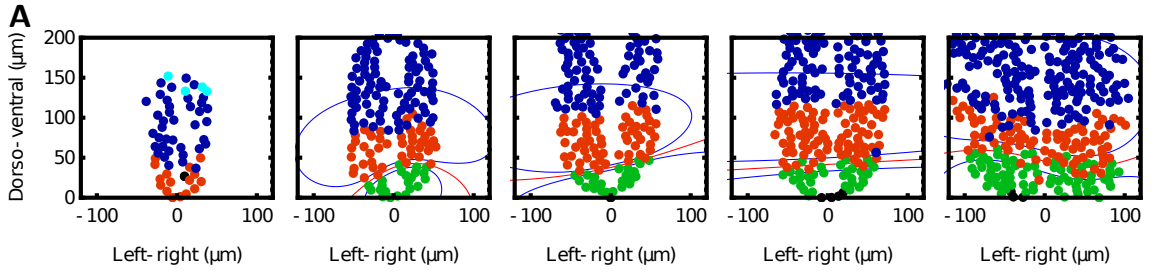 A
Dorso- ventral (μm)
200
150
100
50
0
- 100 0 100 - 100 0 100 - 100 0 100 - 100 0 100 - 100 0 100
Left- right (μm) Left- right (μm) Left- right (μm) Left- right (μm) Left- right (μm)